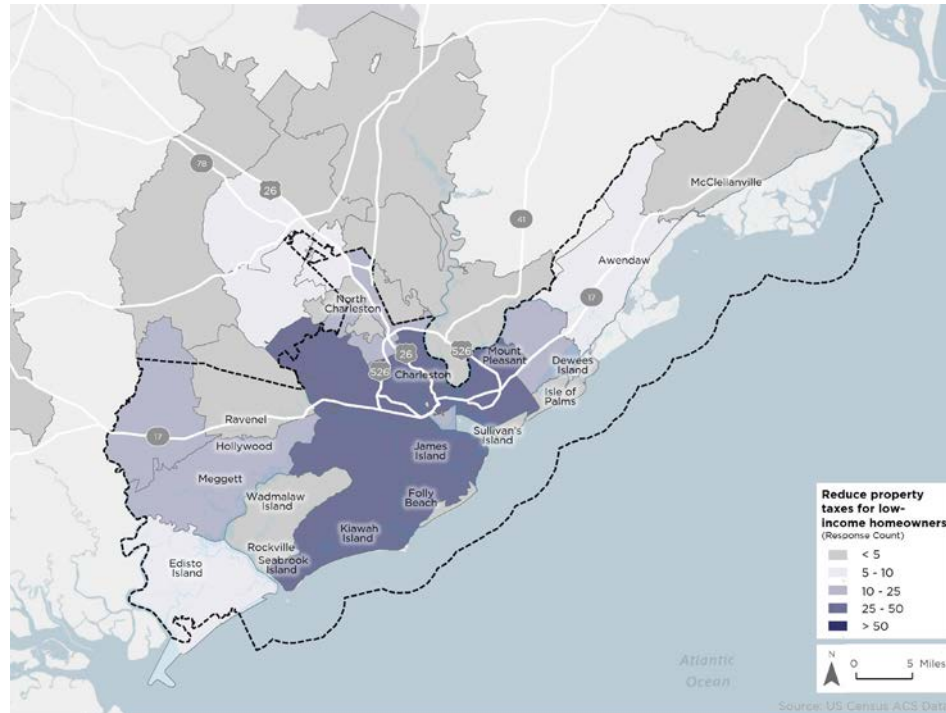 78
26
41
McClellanville
Awendaw
17
North
Charleston
526
26
Mount
Pleasant
Dewees
Island
526
Charleston
Isle of
Palms
Ravenel
Sullivan's
Island
17
Hollywood
James
Island
Meggett
Wadmalaw
Island
Folly
Beach
Kiawah
Island
Rockville
Seabrook
Island
Edisto
Island
Atlantic
Ocean
Reduce property
taxes for low-
income homeowners
(Response Count)
< 5
5 - 10
10 - 25
25 - 50
> 50
N
0 5 Miles
Source: US Census ACS Data